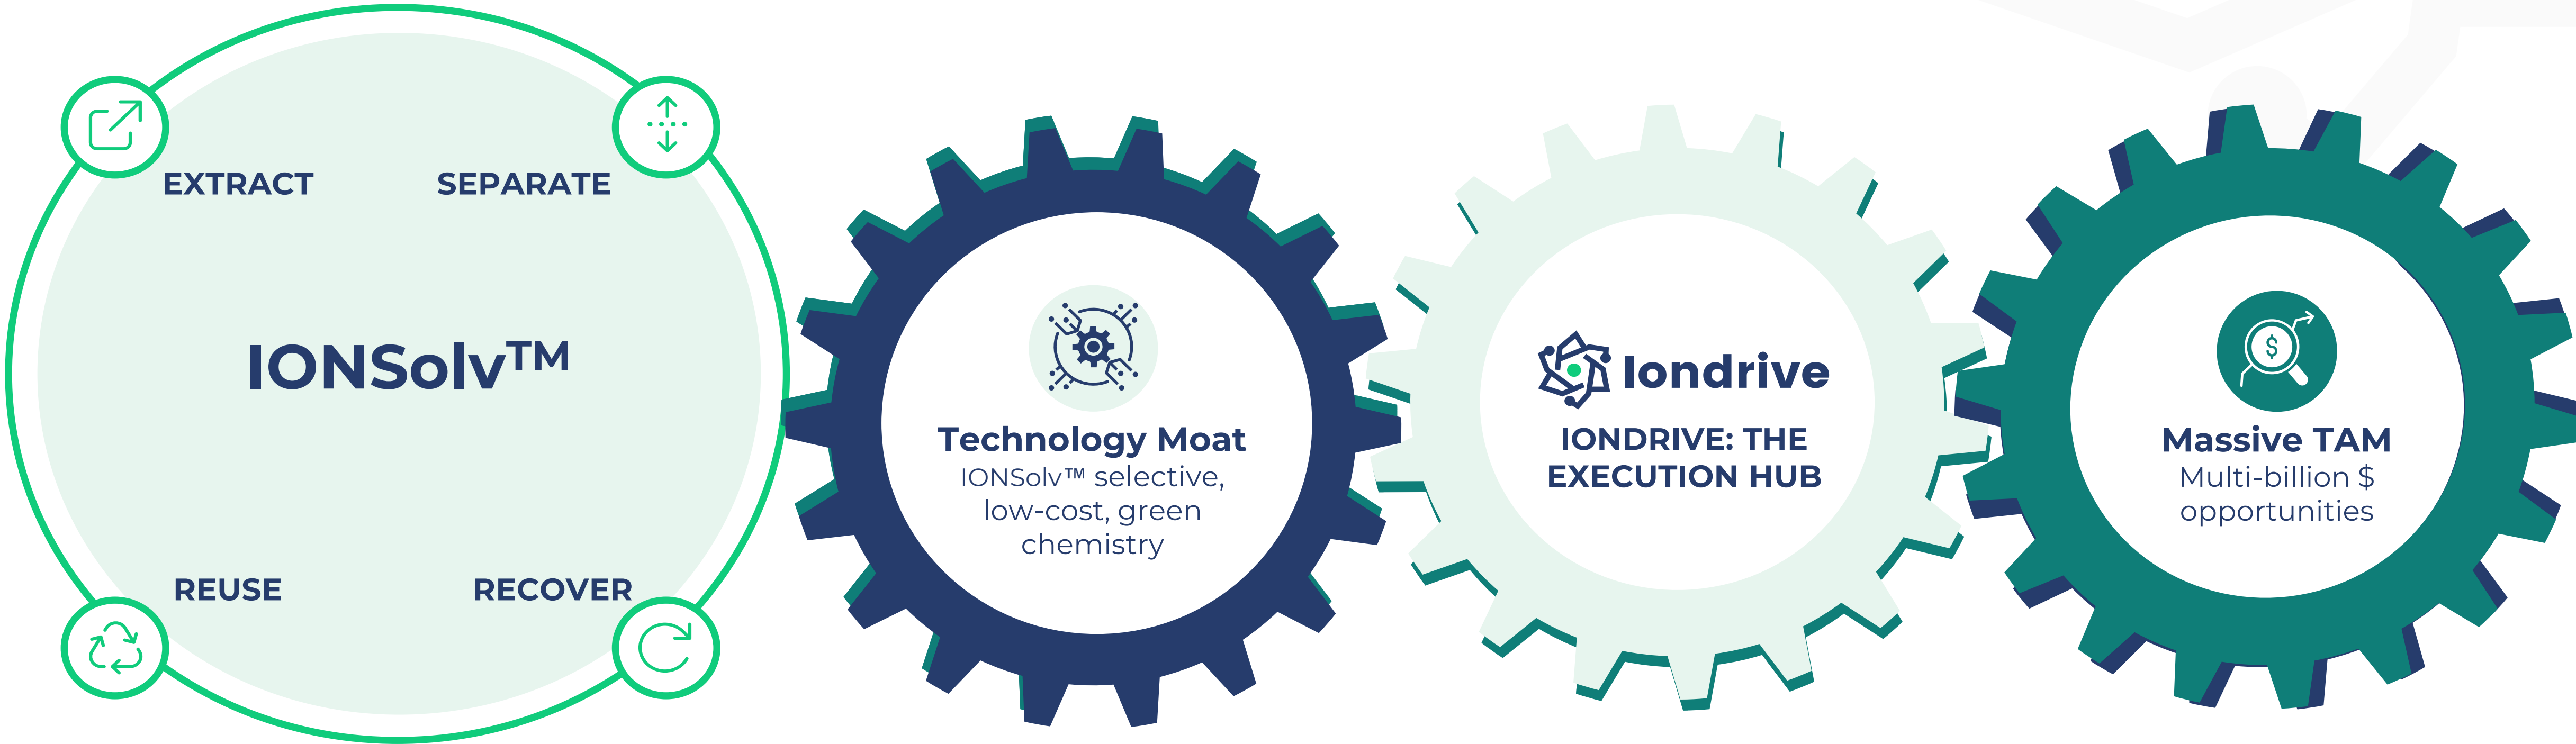 EXTRACT
SEPARATE
IONSolv™
REUSE
RECOVER
Technology Moat
IONSolv™ selective,
low-cost, green
chemistry
Iondrive
IONDRIVE: THE
EXECUTION HUB
$
Massive TAM
Multi-billion $
opportunities